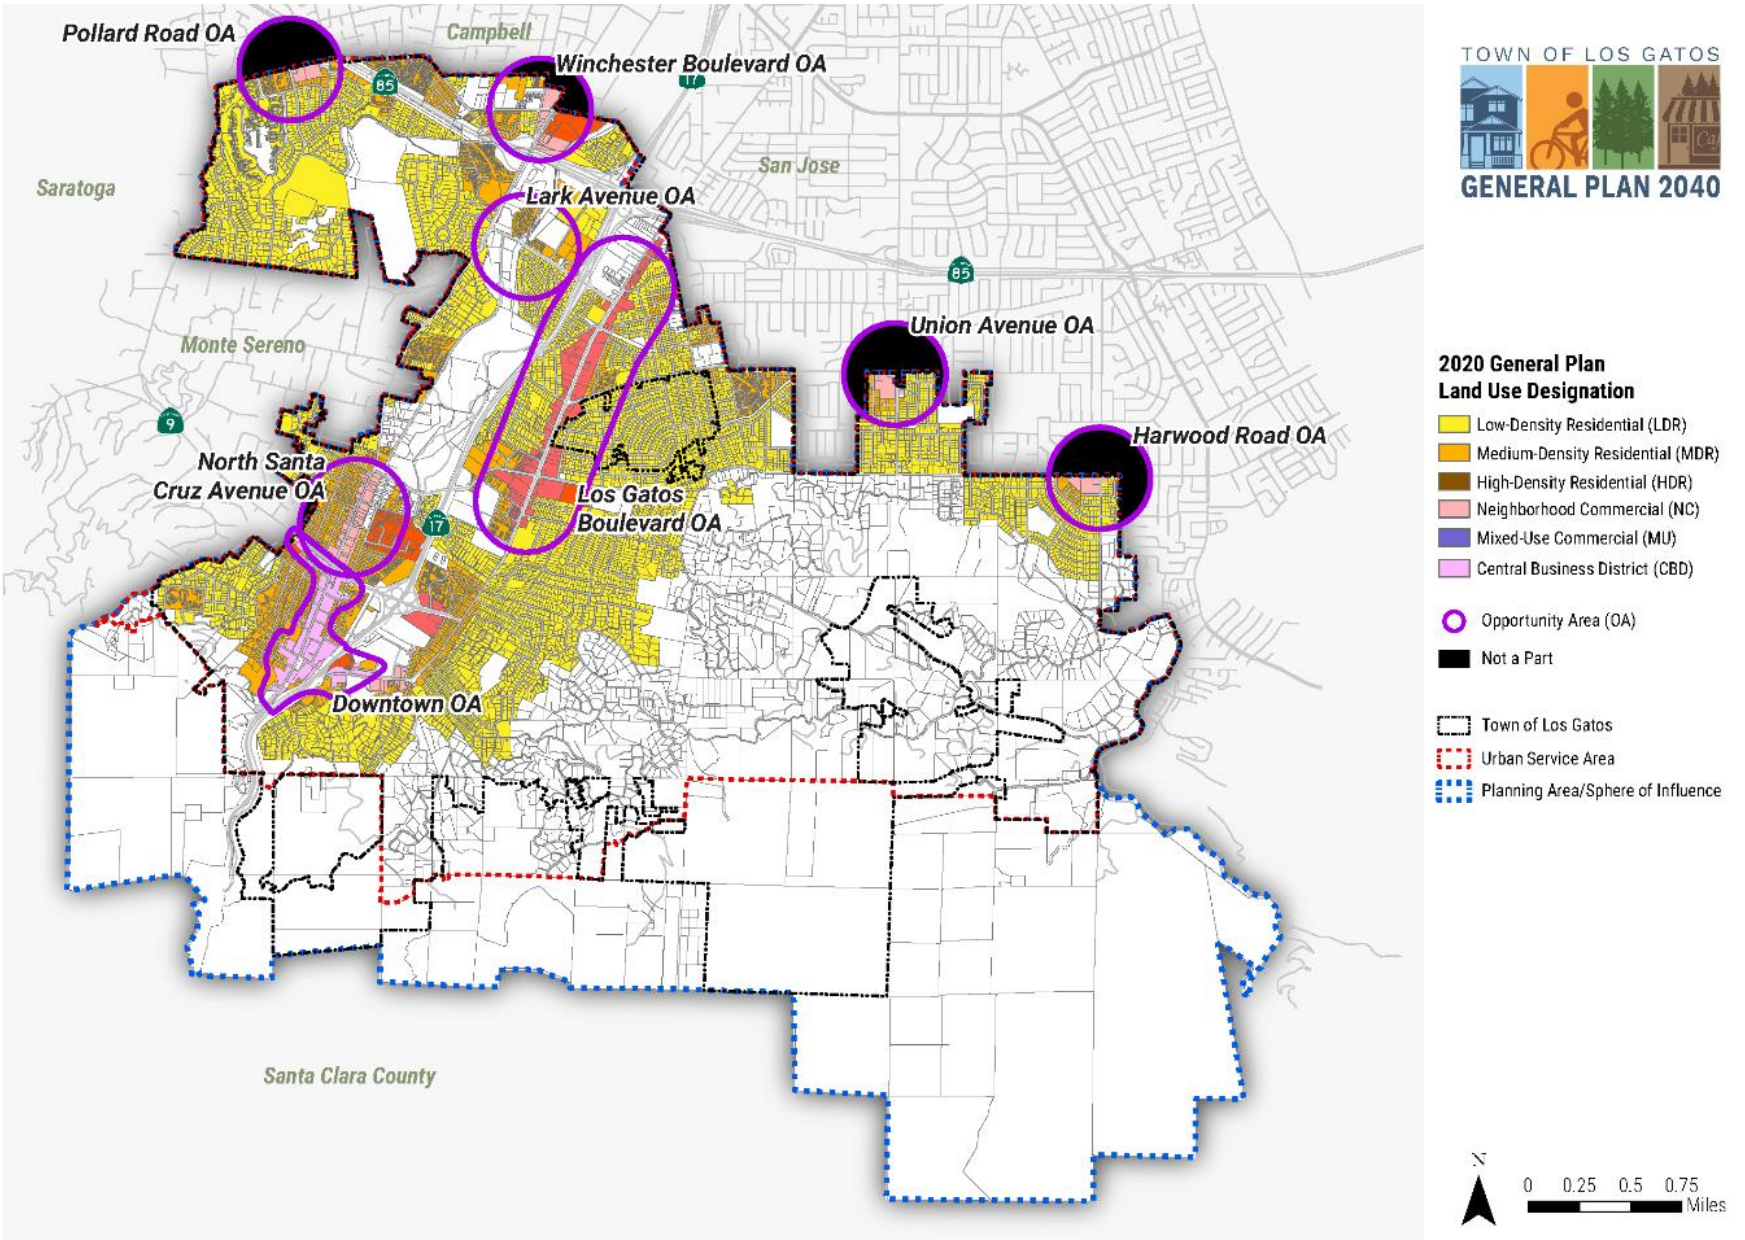 Pollard Road OA
Campbell
Winchester Boulevard OA
85
17
San Jose
Saratoga
Lark Avenue OA
85
Union Avenue OA
Monte Sereno
9
North Santa
Cruz Avenue OA
Harwood Road OA
Los Gatos
Boulevard OA
17
Downtown OA
Santa Clara County
TOWN OF LOS GATOS
GENERAL PLAN 2040
2020 General Plan
Land Use Designation
Low-Density Residential (LDR)
Medium-Density Residential (MDR)
High-Density Residential (HDR)
Neighborhood Commercial (NC)
Mixed-Use Commercial (MU)
Central Business District (CBD)
Opportunity Area (OA)
Not a Part
Town of Los Gatos
Urban Service Area
Planning Area/Sphere of Influence
N
0 0.25 0.5 0.75
Miles